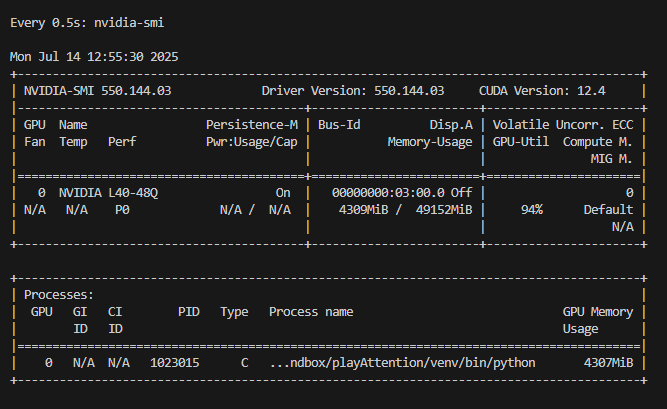 Every 0.5s: nvidia-smi
Mon Jul 14 12:55:30 2025
+-----------------------------------------------------------------------------------------+
| NVIDIA-SMI 550.144.03             Driver Version: 550.144.03     CUDA Version: 12.4     |
|-----------------------------------------+------------------------+----------------------+
| GPU  Name                 Persistence-M | Bus-Id          Disp.A | Volatile Uncorr. ECC |
| Fan  Temp   Perf          Pwr:Usage/Cap |           Memory-Usage | GPU-Util  Compute M. |
|                                         |                        |               MIG M. |
|=========================================+========================+======================|
|   0  NVIDIA L40-48Q                 On  |   00000000:03:00.0 Off |                    0 |
| N/A   N/A    P0             N/A /  N/A  |    4309MiB /  49152MiB |     94%      Default |
|                                         |                        |                  N/A |
+-----------------------------------------+------------------------+----------------------+
+-----------------------------------------------------------------------------------------+
| Processes:                                                                              |
|  GPU   GI   CI        PID   Type   Process name                              GPU Memory |
|        ID   ID                                                               Usage      |
|=========================================================================================|
|    0   N/A  N/A   1023015      C   ...ndbox/playAttention/venv/bin/python       4307MiB |
+-----------------------------------------------------------------------------------------+